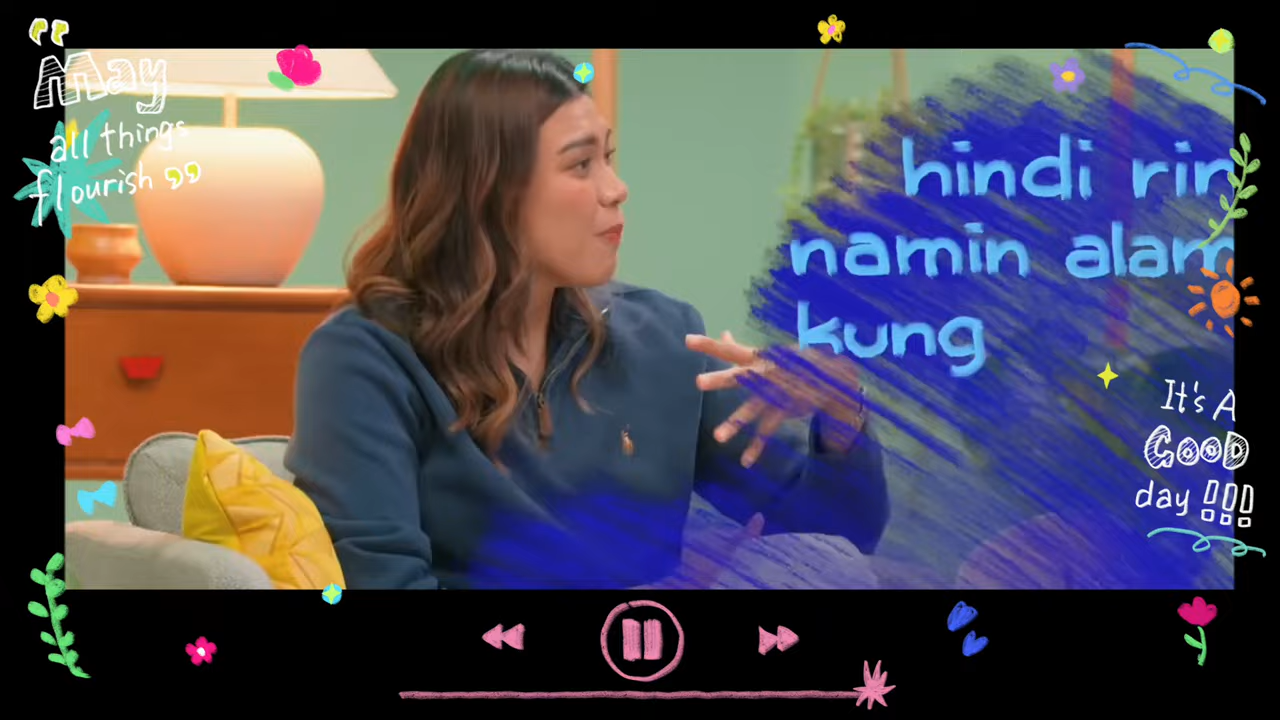 May
all things
flourish
hindi rin
namin alam
kung
It's A
GOOD
day !!!